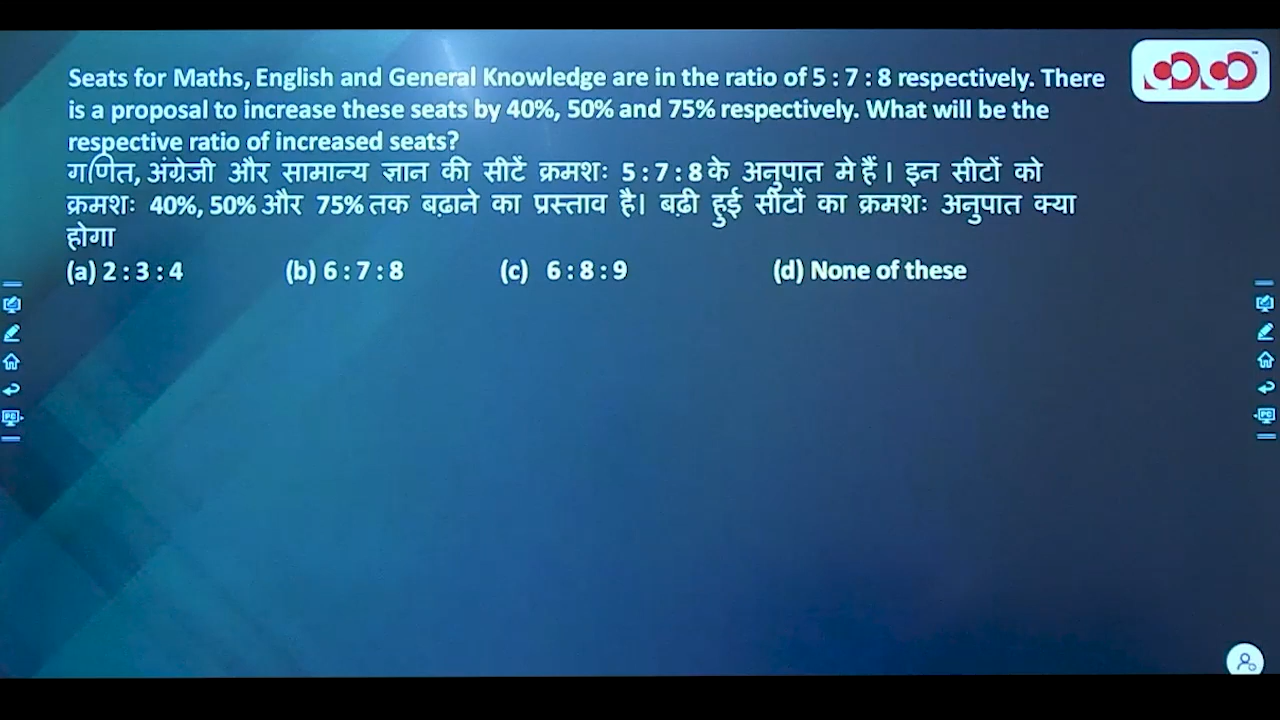 Seats for Maths, English and General Knowledge are in the ratio of 5 : 7 : 8 respectively. There
is a proposal to increase these seats by 40%, 50% and 75% respectively. What will be the
respective ratio of increased seats?
गणित, अंग्रेजी और सामान्य ज्ञान की सीटें क्रमशः 5 : 7 : 8 के अनुपात मे हैं। इन सीटों को
क्रमशः 40%, 50% और 75% तक बढ़ाने का प्रस्ताव है। बढ़ी हुई सीटों का क्रमशः अनुपात क्या
होगा
(a) 2 : 3 : 4 (b) 6 : 7 : 8 (c) 6 : 8 : 9 (d) None of these